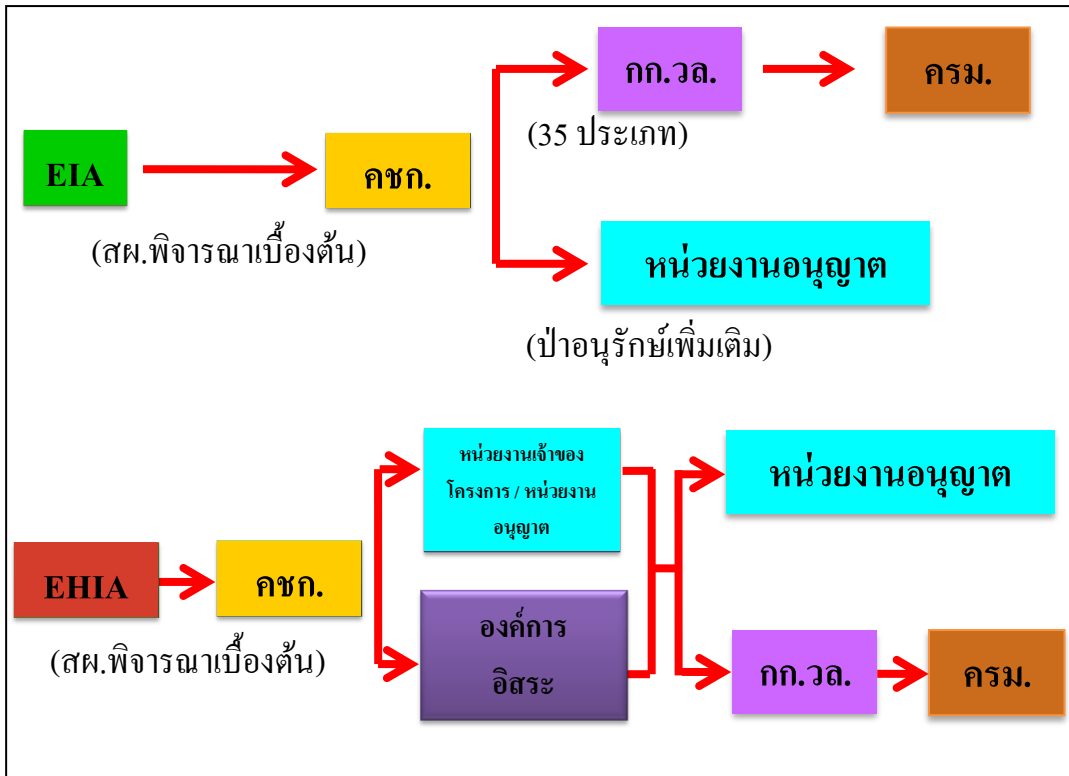 กก.วล.
ครม.
(35 ประเภท)
EIA
คชก.
(สผ.พิจารณาเบื้องต้น)
หน่วยงานอนุญาต
(ป่าอนุรักษ์เพิ่มเติม)
หน่วยงานเจ้าของ
โครงการ / หน่วยงาน
อนุญาต
หน่วยงานอนุญาต
EHIA
คชก.
(สผ.พิจารณาเบื้องต้น)
องค์การ
อิสระ
กก.วล.
ครม.